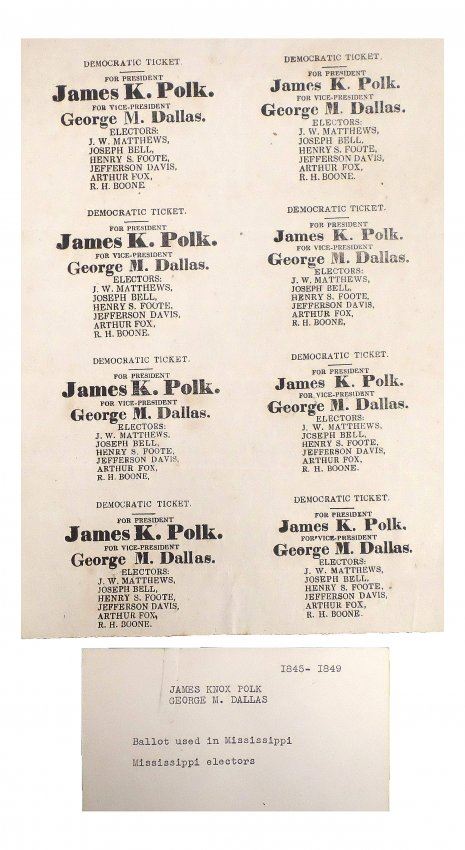 DEMOCRATIC TICKET.
FOR PRESIDENT
James K. Polk.
FOR VICE-PRESIDENT
George M. Dallas.
ELECTORS:
J. W. MATTHEWS,
JOSEPH BELL,
HENRY S. FOOTE,
JEFFERSON DAVIS,
ARTHUR FOX,
R. H. BOONE
DEMOCRATIC TICKET.
FOR PRESIDENT
James K. Polk.
FOR VICE-PRESIDENT
George M. Dallas.
ELECTORS:
J. W. MATTHEWS,
JOSEPH BELL,
HENRY S. FOOTE,
JEFFERSON DAVIS,
ARTHUR FOX,
R. H. BOONE.
DEMOCRATIC TICKET.
FOR PRESIDENT
James K. Polk.
FOR VICE-PRESIDENT
George M. Dallas.
ELECTORS:
J. W. MATTHEWS,
JOSEPH BELL,
HENRY S. FOOTE,
JEFFERSON DAVIS,
ARTHUR FOX,
R. H. BOONE.
DEMOCRATIC TICKET.
FOR PRESIDENT
James K. Polk.
FOR VICE-PRESIDENT
George M. Dallas.
ELECTORS:
J. W. MATTHEWS,
JOSEPH BELL,
HENRY S. FOOTE,
JEFFERSON DAVIS,
ARTHUR FOX,
R. H. BOONE,
DEMOCRATIC TICKET.
FOR PRESIDENT
James K. Polk.
FOR VICE-PRESIDENT
George M. Dallas.
ELECTORS:
J. W. MATTHEWS,
JOSEPH BELL,
HENRY S. FOOTE,
JEFFERSON DAVIS,
ARTHUR FOX,
R. H. BOONE,
DEMOCRATIC TICKET.
FOR PRESIDENT
James K. Polk.
FOR VICE-PRESIDENT
George M. Dallas.
ELECTORS:
J. W. MATTHEWS,
JOSEPH BELL,
HENRY S. FOOTE,
JEFFERSON DAVIS,
ARTHUR FOX,
R. H. BOONE.
DEMOCRATIC TICKET.
FOR PRESIDENT
James K. Polk.
FOR VICE-PRESIDENT
George M. Dallas.
ELECTORS:
J. W. MATTHEWS,
JOSEPH BELL,
HENRY S. FOOTE,
JEFFERSON DAVIS,
ARTHUR FOX,
R. H. BOONE.
DEMOCRATIC TICKET.
FOR PRESIDENT
James K. Polk.
FOR VICE-PRESIDENT
George M. Dallas.
ELECTORS:
J. W. MATTHEWS,
JOSEPH BELL,
HENRY S. FOOTE,
JEFFERSON DAVIS,
ARTHUR FOX,
R. H. BOONE.
1845- 1849
JAMES KNOX POLK
GEORGE M. DALLAS
Ballot used in Mississippi
Mississippi electors